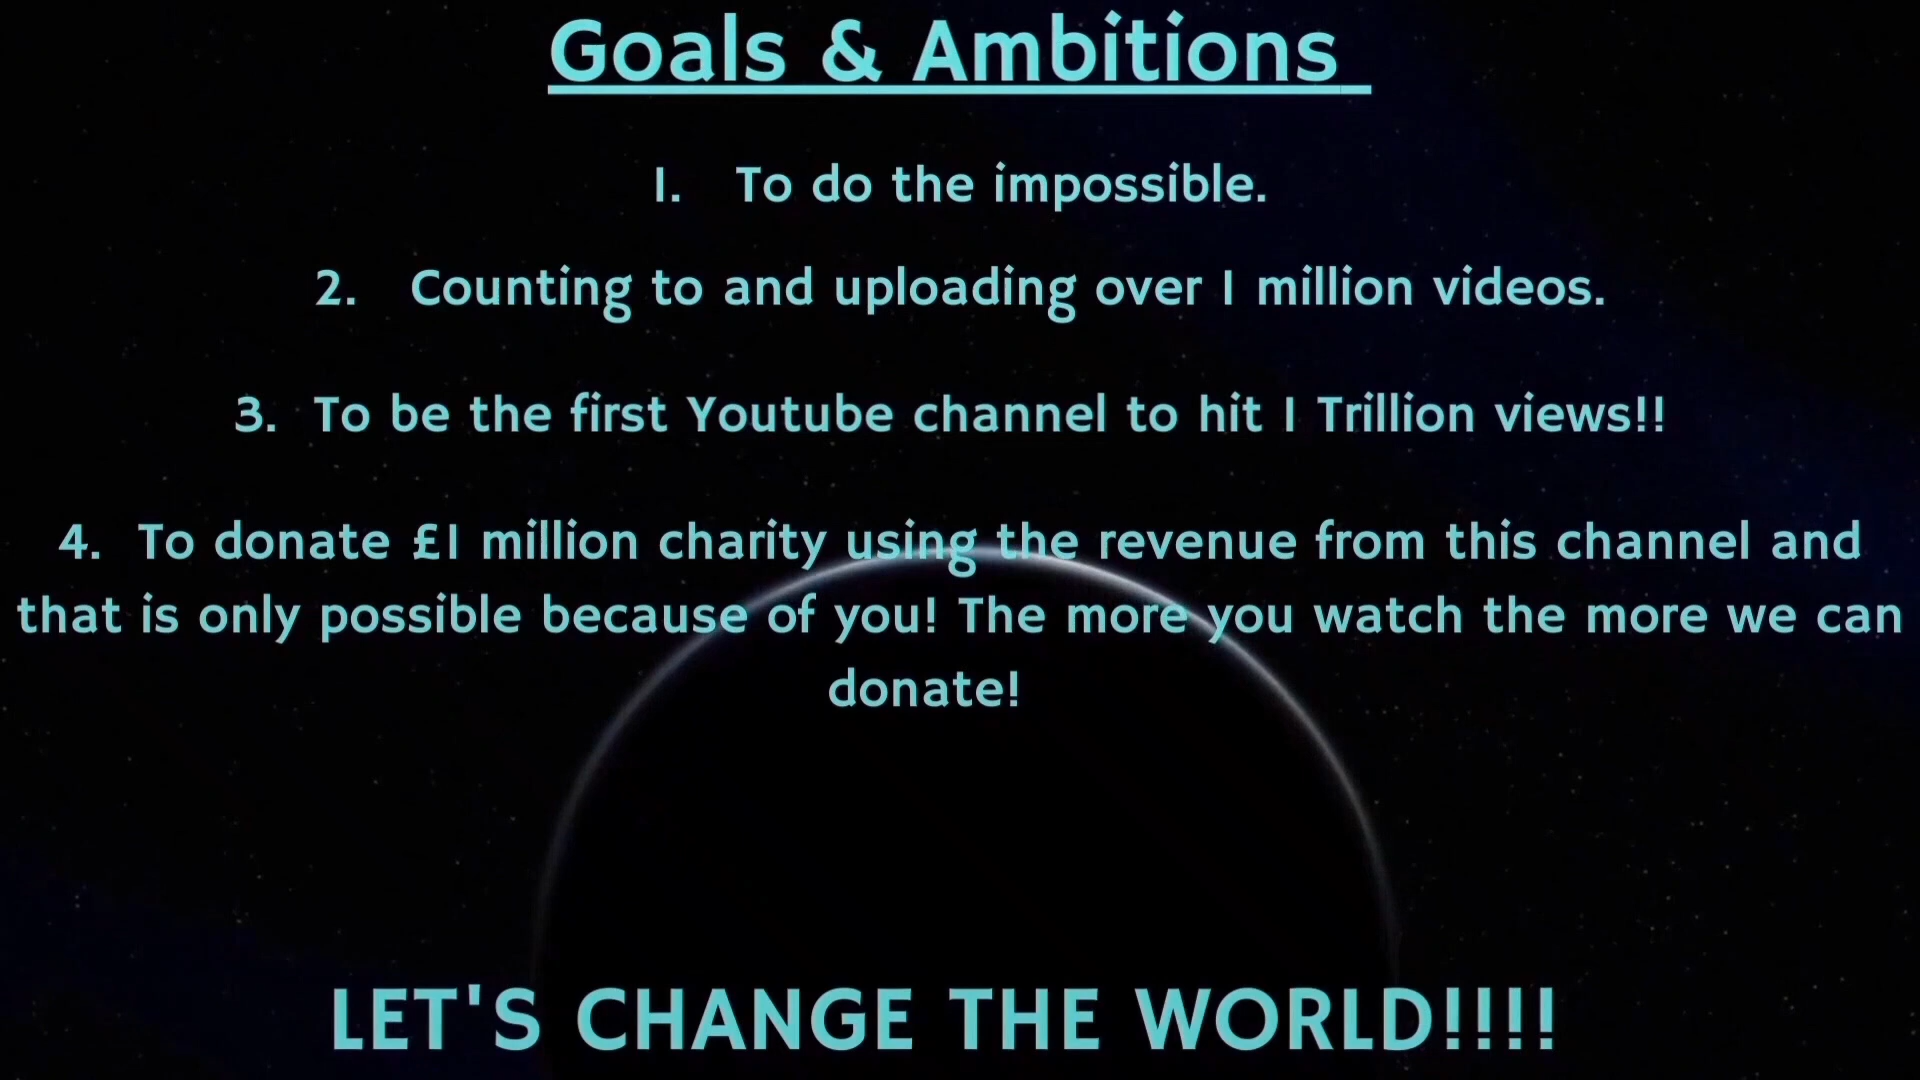 Goals & Ambitions
1. To do the impossible.
2. Counting to and uploading over 1 million videos.
3. To be the first Youtube channel to hit 1 Trillion views!!
4. To donate £1 million charity using the revenue from this channel and
that is only possible because of you! The more you watch the more we can
donate!
LET'S CHANGE THE WORLD!!!!